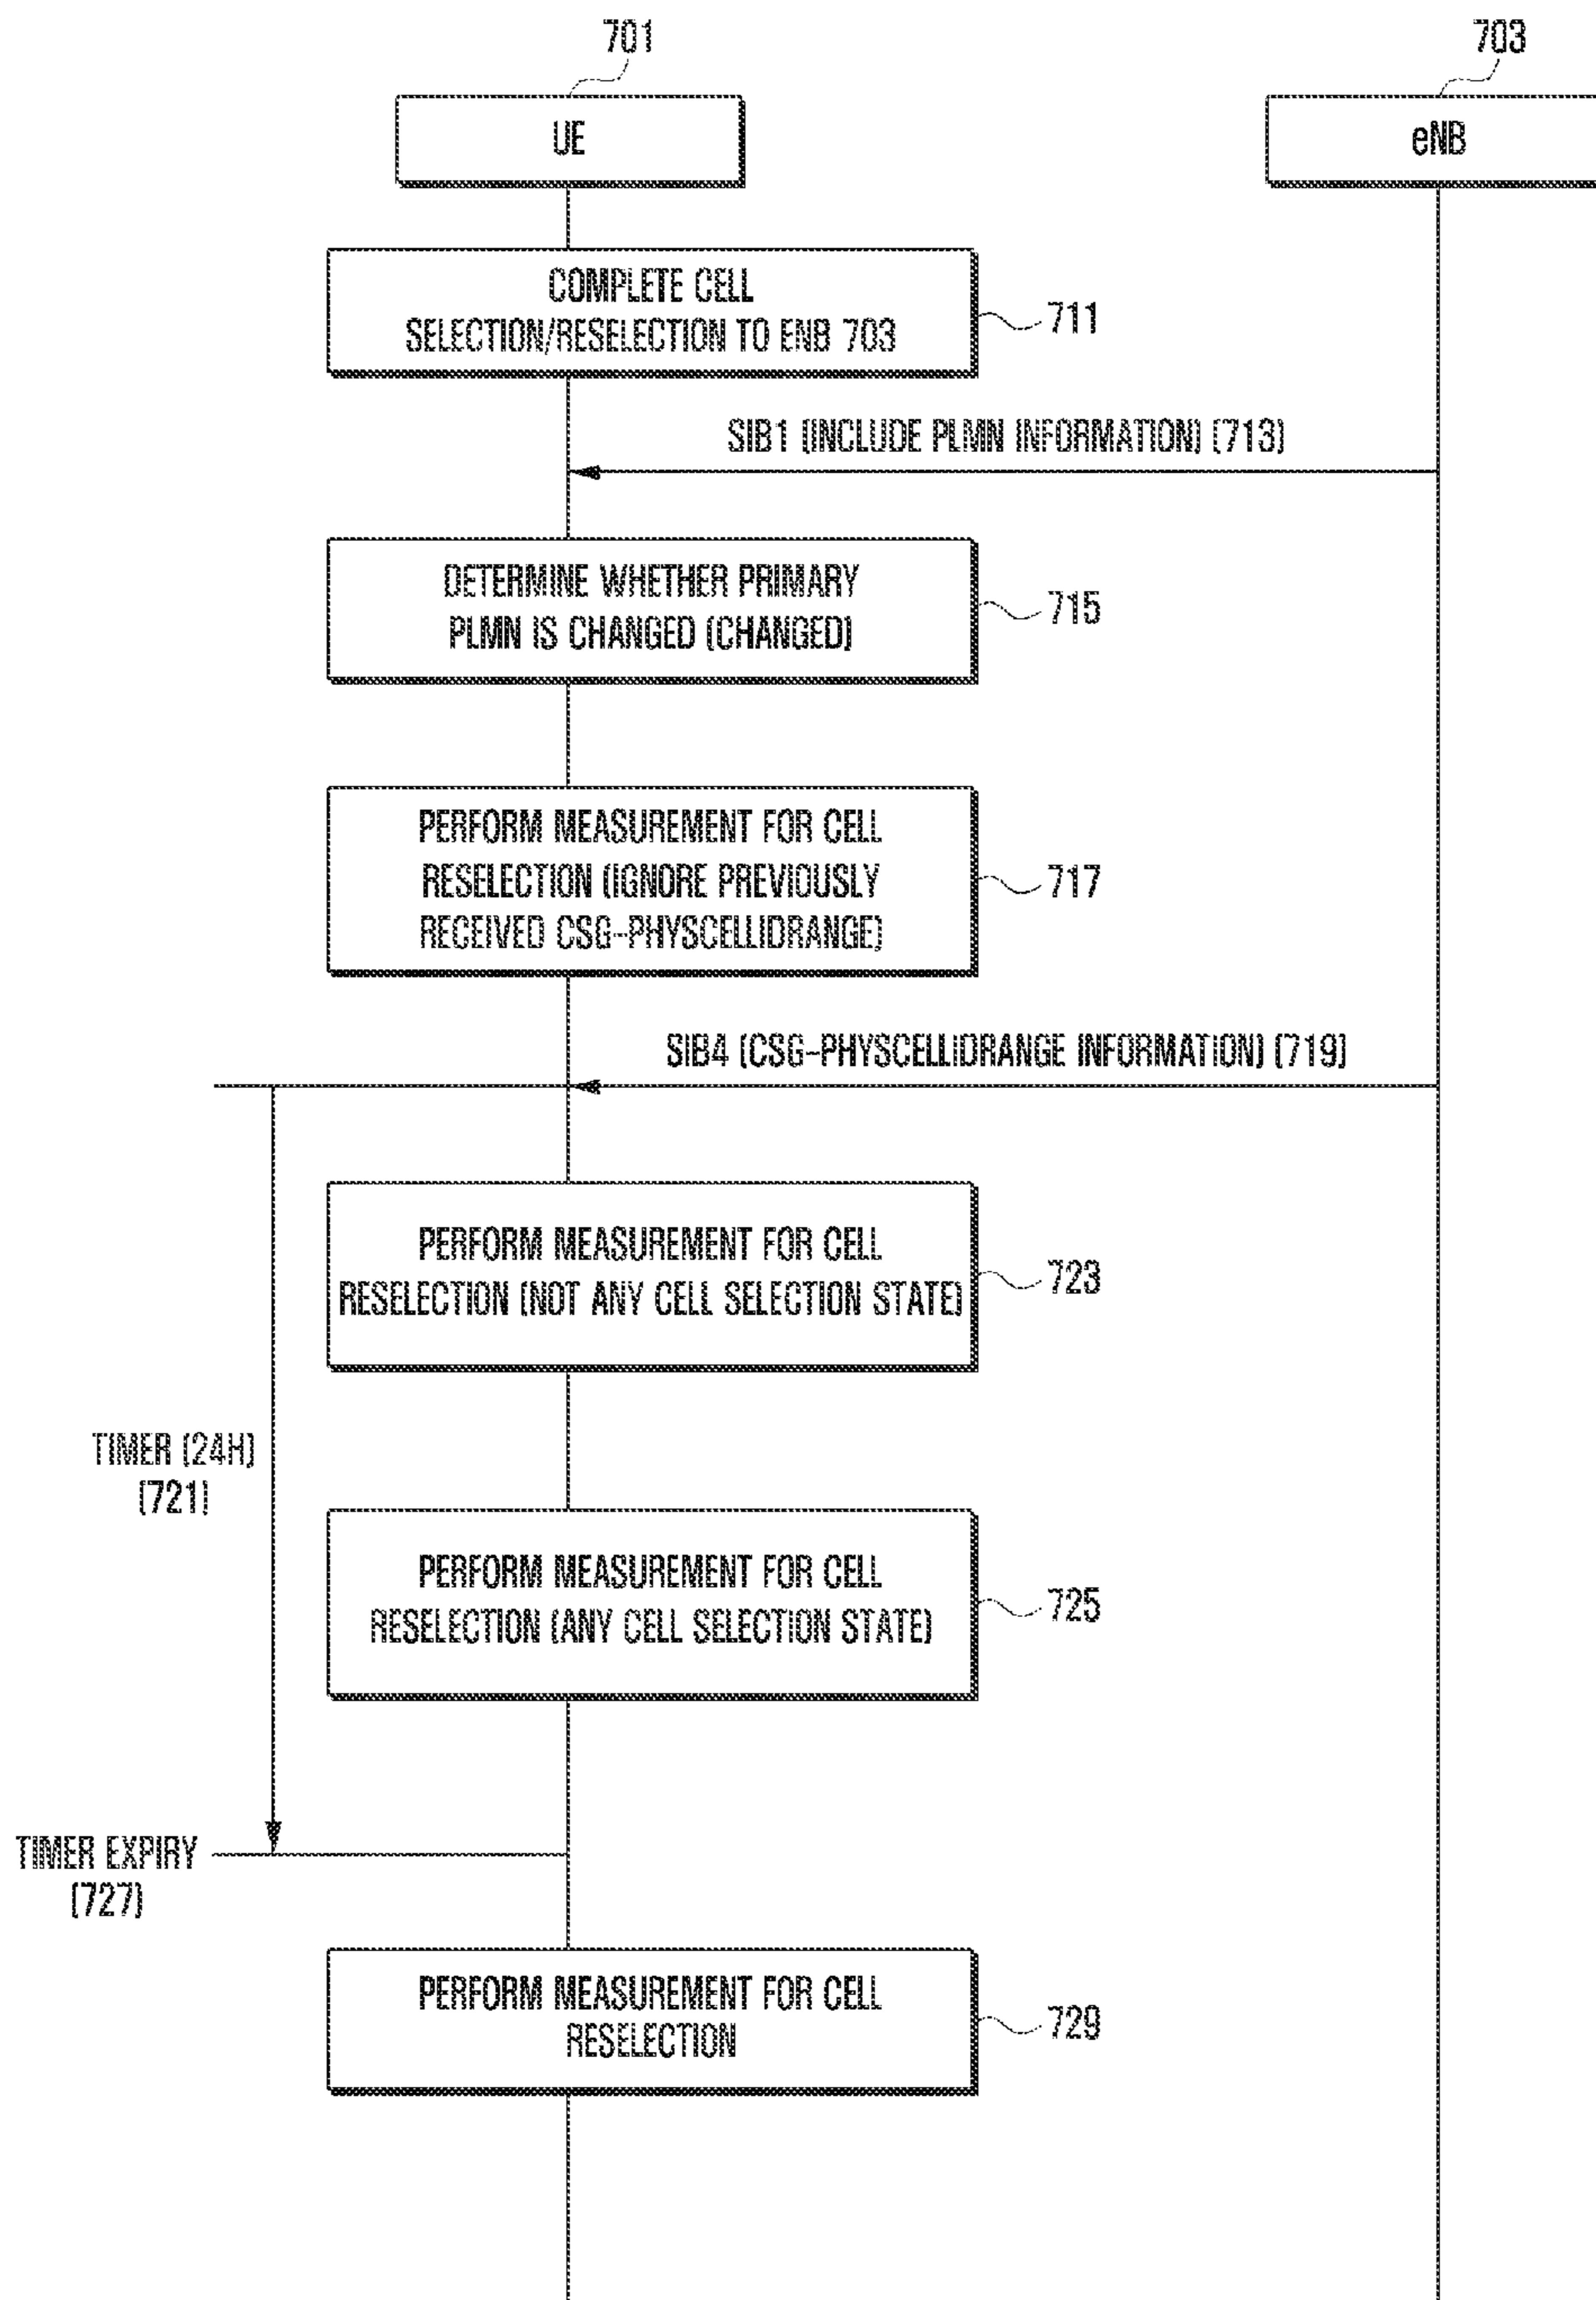 701
703
UE
eNB
COMPLETE CELL
SELECTION/RESELECTION TO ENB 703
711
SIB1 (INCLUDE PLMN INFORMATION) (713)
DETERMINE WHETHER PRIMARY
PLMN IS CHANGED (CHANGED)
715
PERFORM MEASUREMENT FOR CELL
RESELECTION (IGNORE PREVIOUSLY
RECEIVED CSG-PHYSCELLIDRANGE)
717
SIB4 (CSG-PHYSCELLIDRANGE INFORMATION) (719)
PERFORM MEASUREMENT FOR CELL
RESELECTION (NOT ANY CELL SELECTION STATE)
723
TIMER (24H)
(721)
PERFORM MEASUREMENT FOR CELL
RESELECTION (ANY CELL SELECTION STATE)
725
TIMER EXPIRY
(727)
PERFORM MEASUREMENT FOR CELL
RESELECTION
729